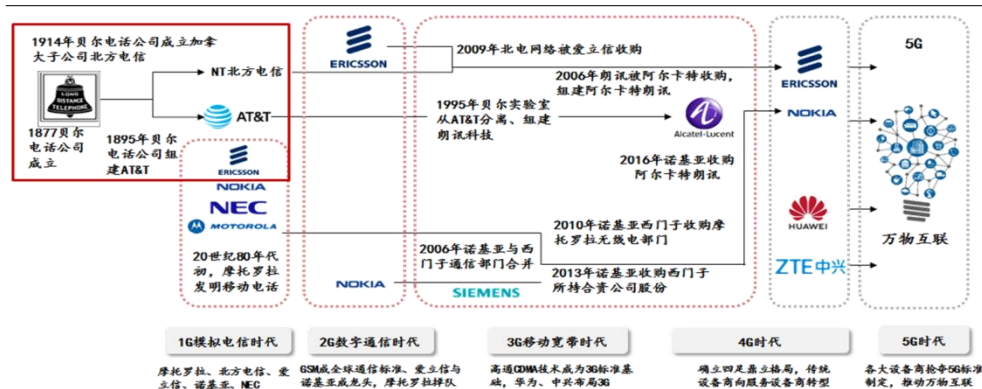 1914年贝尔电话公司成立加拿
大子公司北方电信
LONG
DISTANCE
TELEPHONE
1877贝尔
电话公司
成立
NT北方电信
AT&T
1895年贝尔
电话公司组
建AT&T
ERICSSON
NOKIA
NEC
MOTOROLA
20世纪80年代
初,摩托罗拉
发明移动电话
ERICSSON
NOKIA
2009年北电网络被爱立信收购
2006年朗讯被阿尔卡特收购,
组建阿尔卡特朗讯
1995年贝尔实验室
从AT&T分离、组建
朗讯科技
Alcatel-Lucent
2016年诺基亚收购
阿尔卡特朗讯
2010年诺基亚西门子收购摩
托罗拉无线电部门
2006年诺基亚与西
门子通信部门合并
2013年诺基亚收购西门子
所持合资公司股份
SIEMENS
ERICSSON
NOKIA
HUAWEI
ZTE中兴
5G
万物互联
1G模拟电信时代
2G数字通信时代
3G移动宽带时代
4G时代
5G时代
摩托罗拉、北方电信、爱
立信、诺基亚、NEC
GSM成全球通信标准、爱立信与
诺基亚成龙头,摩托罗拉掉队
高通CDMA技术成为3G标准基
础,华为、中兴布局3G
确立四足鼎立格局,传统
设备商向服务设备商转型
各大设备商抢夺5G标准
制定,推动万物互联